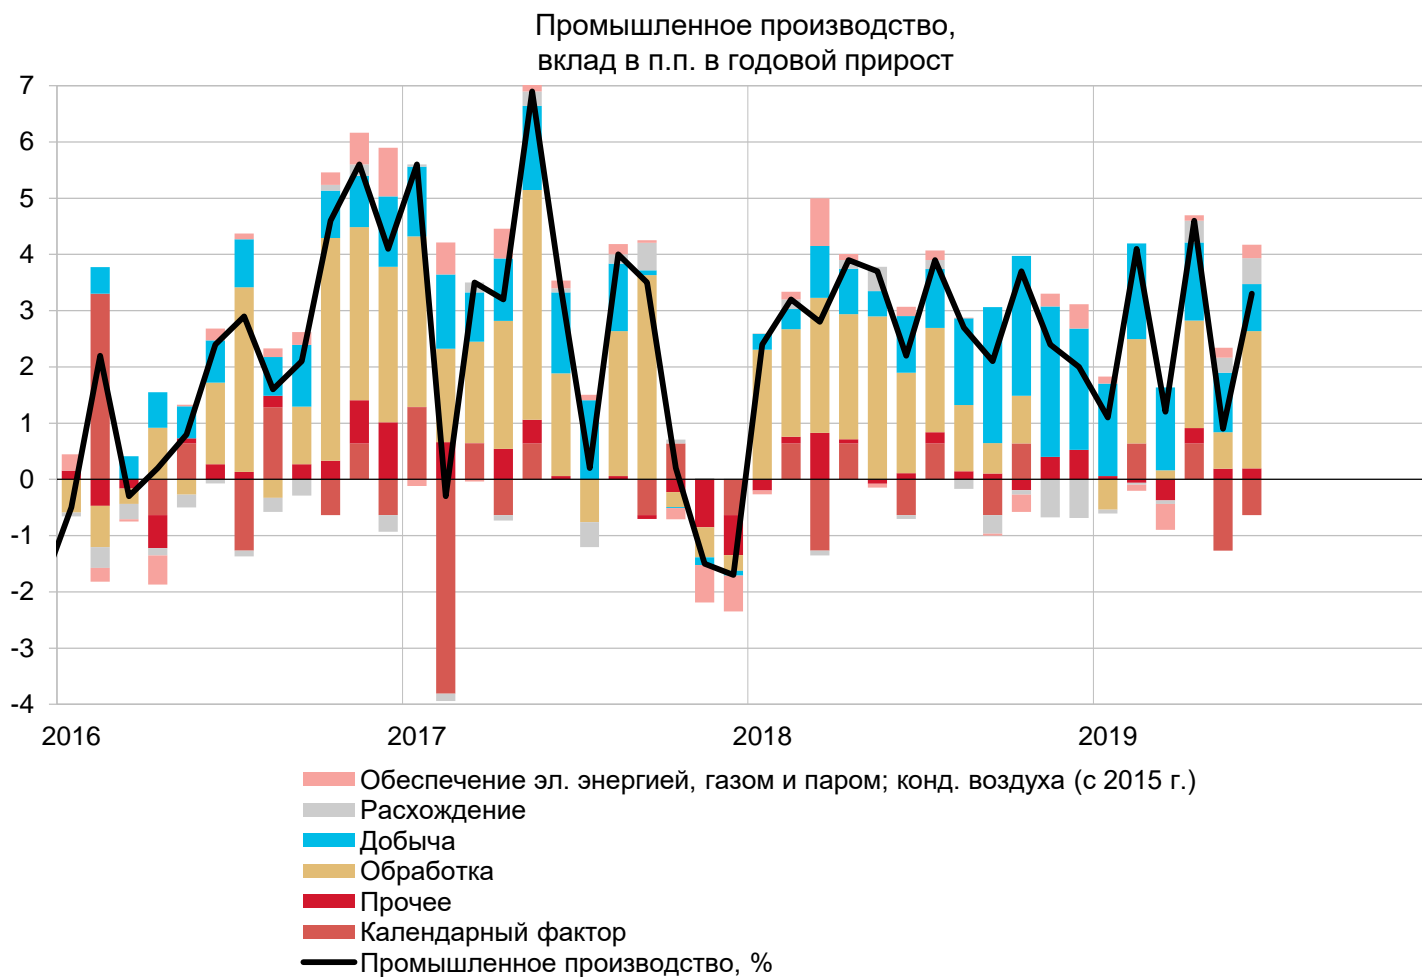 Промышленное производство,
вклад в п.п. в годовой прирост
7
6
5
4
3
2
1
0
-1
-2
-3
-4
2016 2017 2018 2019
Обеспечение эл. энергией, газом и паром; конд. воздуха (с 2015 г.)
Расхождение
Добыча
Обработка
Прочее
Календарный фактор
Промышленное производство, %